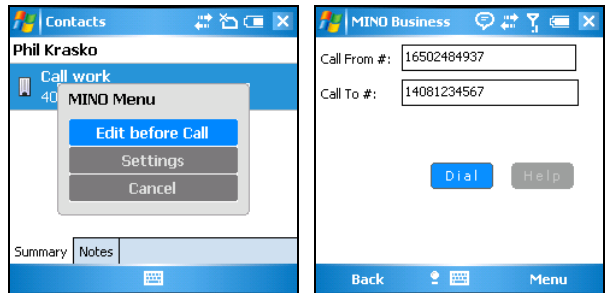 Contacts
Phil Krasko
Call work
40
MINO Menu
Edit before Call
Settings
Cancel
Summary Notes
MINO Business
Call From #: 16502484937
Call To #: 14081234567
Dial Help
Back Menu